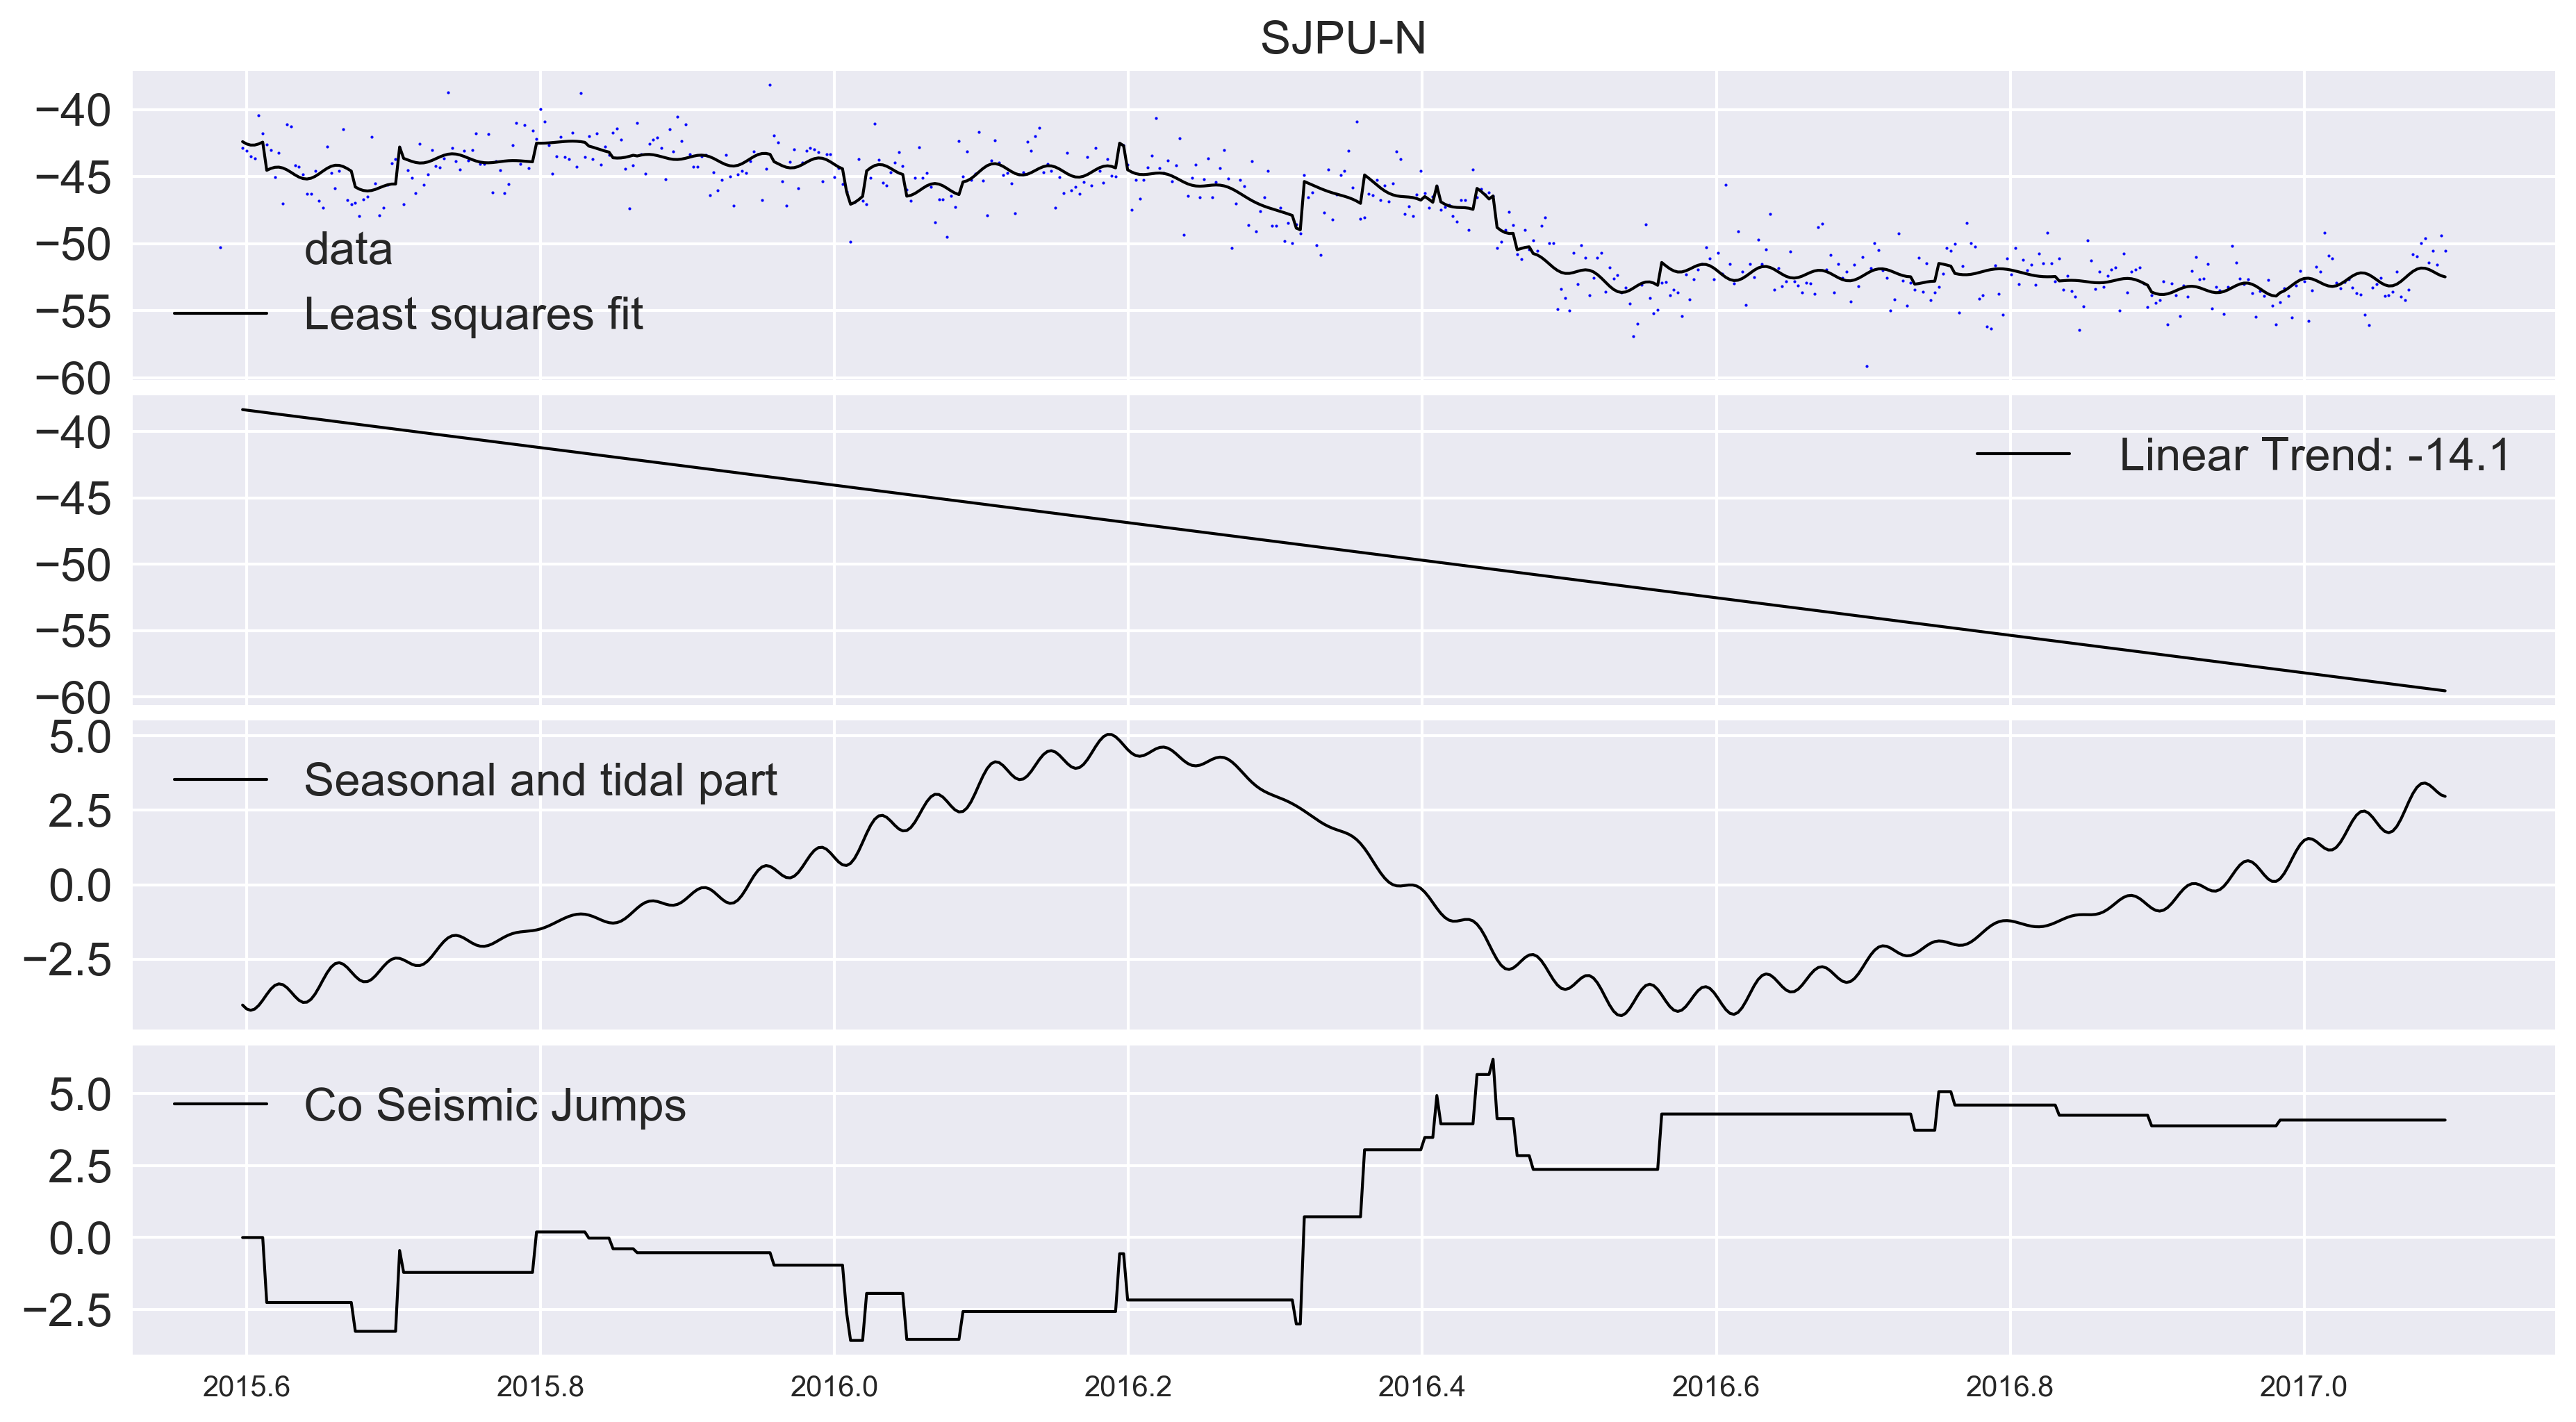 SJPU-N
−40
−45
−50
−55
−60
data
Least squares fit
−40
−45
−50
−55
−60
Linear Trend: -14.1
5.0
2.5
0.0
−2.5
Seasonal and tidal part
5.0
2.5
0.0
−2.5
Co Seismic Jumps
2015.6 2015.8 2016.0 2016.2 2016.4 2016.6 2016.8 2017.0